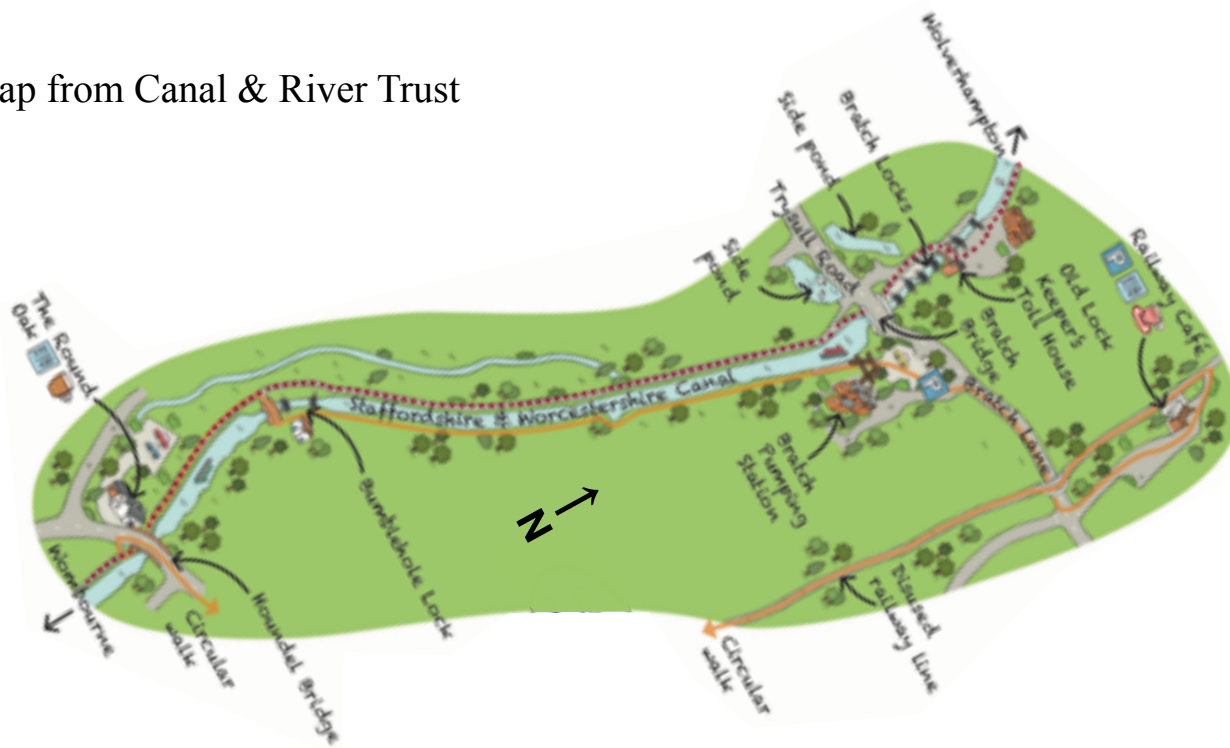 ap from Canal & River Trust
Wolverhampton
Side pond
Bratch Locks
Trysull Road
Side
pond
Railway Café
P
Old Lock
Keeper's
Toll House
Bratch
Bridge
The Round
Oak
Staffordshire & Worcestershire Canal
P
Bratch Lane
Bratch
Pumping
Station
N
Bumblehole Lock
Wombourne
Circular
walk
Houndel Bridge
Disused
railway line
Circular
walk